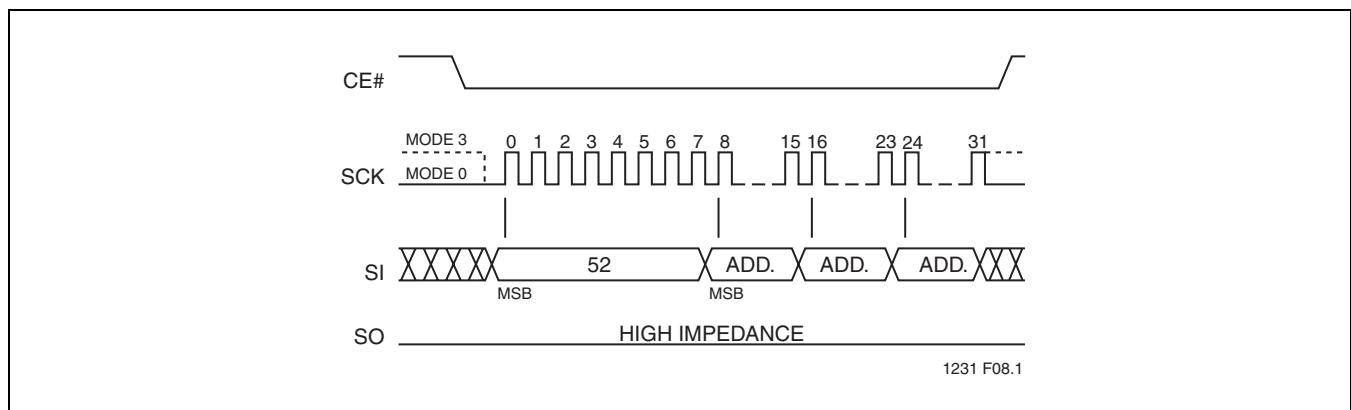 CE#
MODE 3
0 1 2 3 4 5 6 7 8 15 16 23 24 31
SCK
MODE 0
SI
52 ADD. ADD. ADD.
MSB MSB
SO
HIGH IMPEDANCE
1231 F08.1